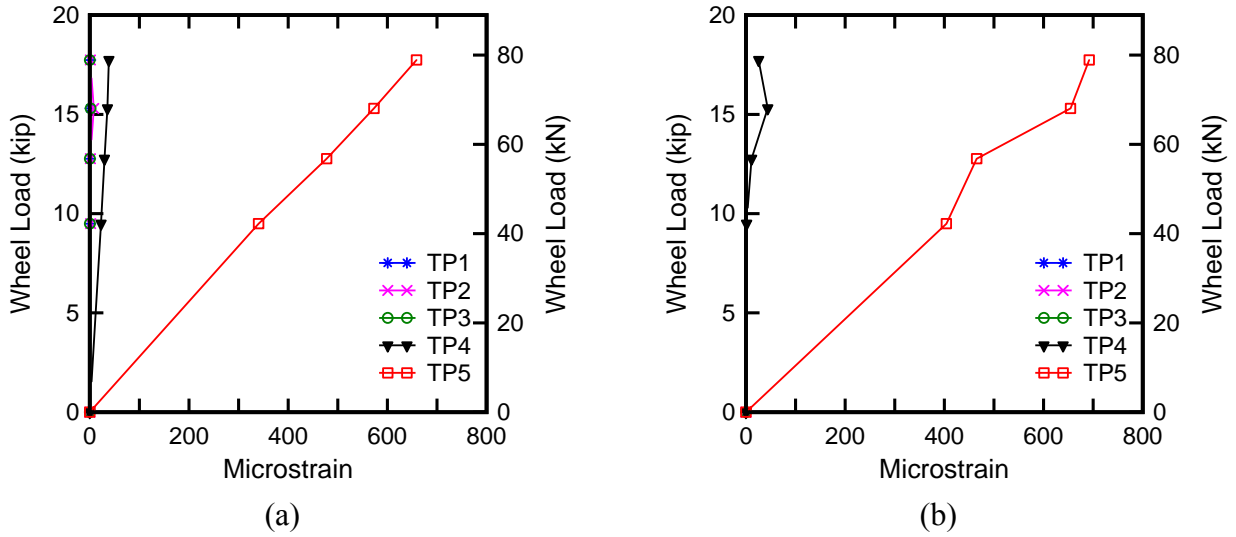 20
15
10
5
0
Wheel Load (kip)
80
60
40
20
0
Wheel Load (kN)
TP1
TP2
TP3
TP4
TP5
0 200 400 600 800
Microstrain
(a)
20
15
10
5
0
Wheel Load (kip)
80
60
40
20
0
Wheel Load (kN)
TP1
TP2
TP3
TP4
TP5
0 200 400 600 800
Microstrain
(b)